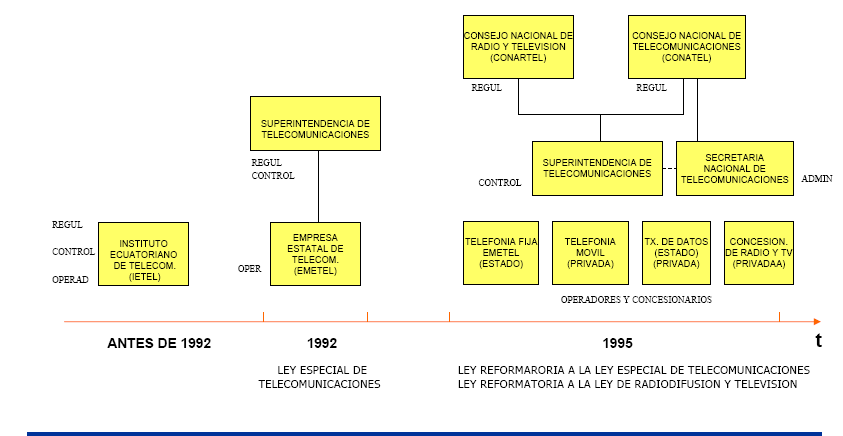 CONSEJO NACIONAL DE
RADIO Y TELEVISION
(CONARTEL)
CONSEJO NACIONAL DE
TELECOMUNICACIONES
(CONATEL)
REGUL
REGUL
SUPERINTENDENCIA DE
TELECOMUNICACIONES
REGUL
CONTROL
SUPERINTENDENCIA DE
TELECOMUNICACIONES
CONTROL
SECRETARIA
NACIONAL DE
TELECOMUNICACIONES
ADMIN
REGUL
CONTROL
OPERAD
INSTITUTO
ECUATORIANO
DE TELECOM.
(IETEL)
OPER
EMPRESA
ESTATAL DE
TELECOM.
(EMETEL)
TELEFONIA FIJA
EMETEL
(ESTADO)
TELEFONIA
MOVIL
(PRIVADA)
TX. DE DATOS
(ESTADO)
(PRIVADA)
CONCESION.
DE RADIO Y TV
(PRIVADAA)
OPERADORES Y CONCESIONARIOS
ANTES DE 1992
1992
1995
t
LEY ESPECIAL DE
TELECOMUNICACIONES
LEY REFORMARORIA A LA LEY ESPECIAL DE TELECOMUNICACIONES
LEY REFORMATORIA A LA LEY DE RADIODIFUSION Y TELEVISION